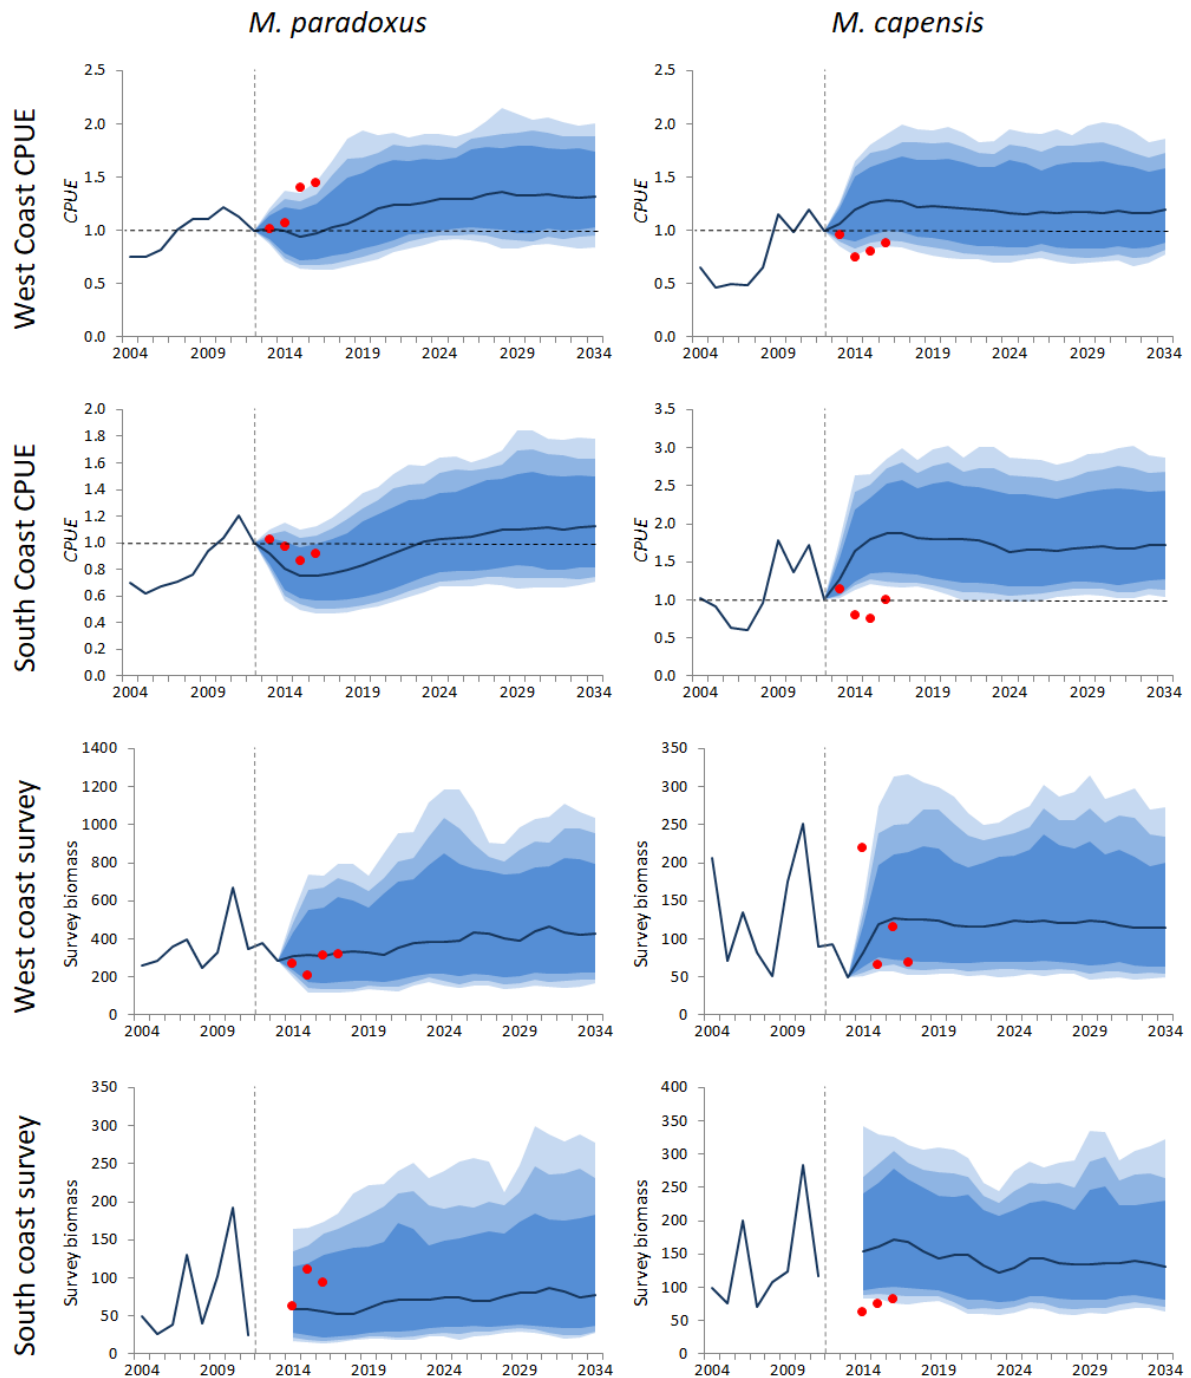 M. paradoxus
M. capensis
West Coast CPUE
CPUE
2.5
2.0
1.5
1.0
0.5
0.0
2004 2009 2014 2019 2024 2029 2034
CPUE
2.5
2.0
1.5
1.0
0.5
0.0
2004 2009 2014 2019 2024 2029 2034
South Coast CPUE
CPUE
2.0
1.8
1.6
1.4
1.2
1.0
0.8
0.6
0.4
0.2
0.0
2004 2009 2014 2019 2024 2029 2034
CPUE
3.5
3.0
2.5
2.0
1.5
1.0
0.5
0.0
2004 2009 2014 2019 2024 2029 2034
West coast survey
Survey biomass
1400
1200
1000
800
600
400
200
0
2004 2009 2014 2019 2024 2029 2034
Survey biomass
350
300
250
200
150
100
50
0
2004 2009 2014 2019 2024 2029 2034
South coast survey
Survey biomass
350
300
250
200
150
100
50
0
2004 2009 2014 2019 2024 2029 2034
Survey biomass
400
350
300
250
200
150
100
50
0
2004 2009 2014 2019 2024 2029 2034